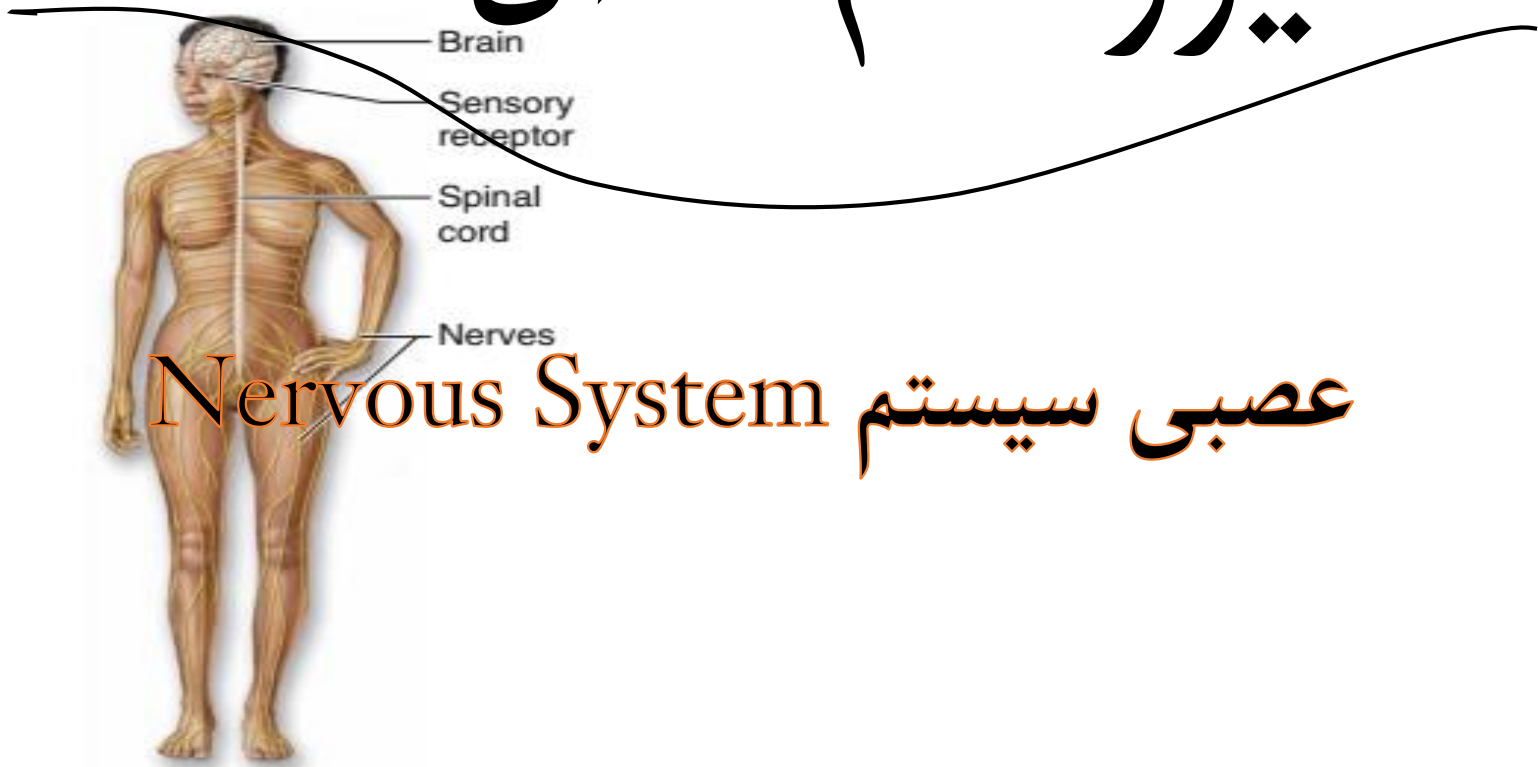 Brain
Sensory
receptor
Spinal
cord
Nerves
Nervous System عصبی سیستم